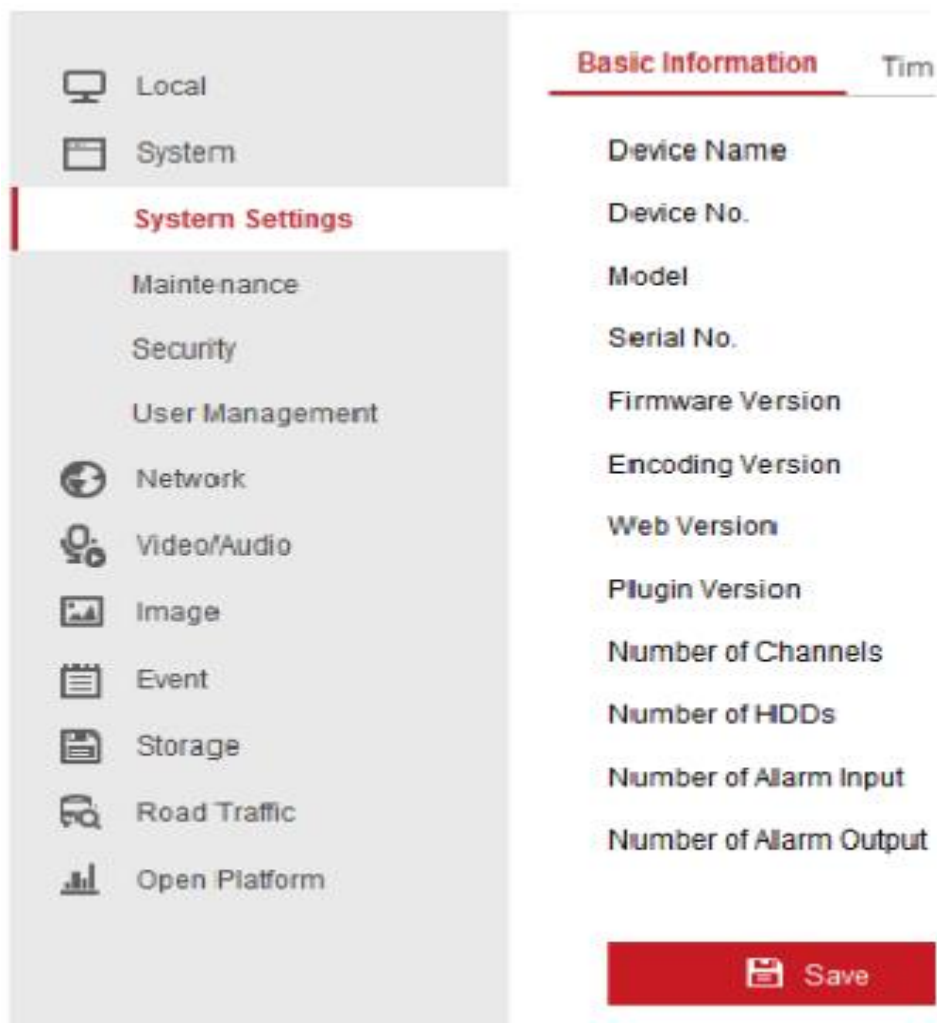 Local
System
System Settings
Maintenance
Security
User Management
Network
Video/Audio
Image
Event
Storage
Road Traffic
Open Platform
Basic Information
Tim
Device Name
Device No.
Model
Serial No.
Firmware Version
Encoding Version
Web Version
Plugin Version
Number of Channels
Number of HDDs
Number of Alarm Input
Number of Alarm Output
Save